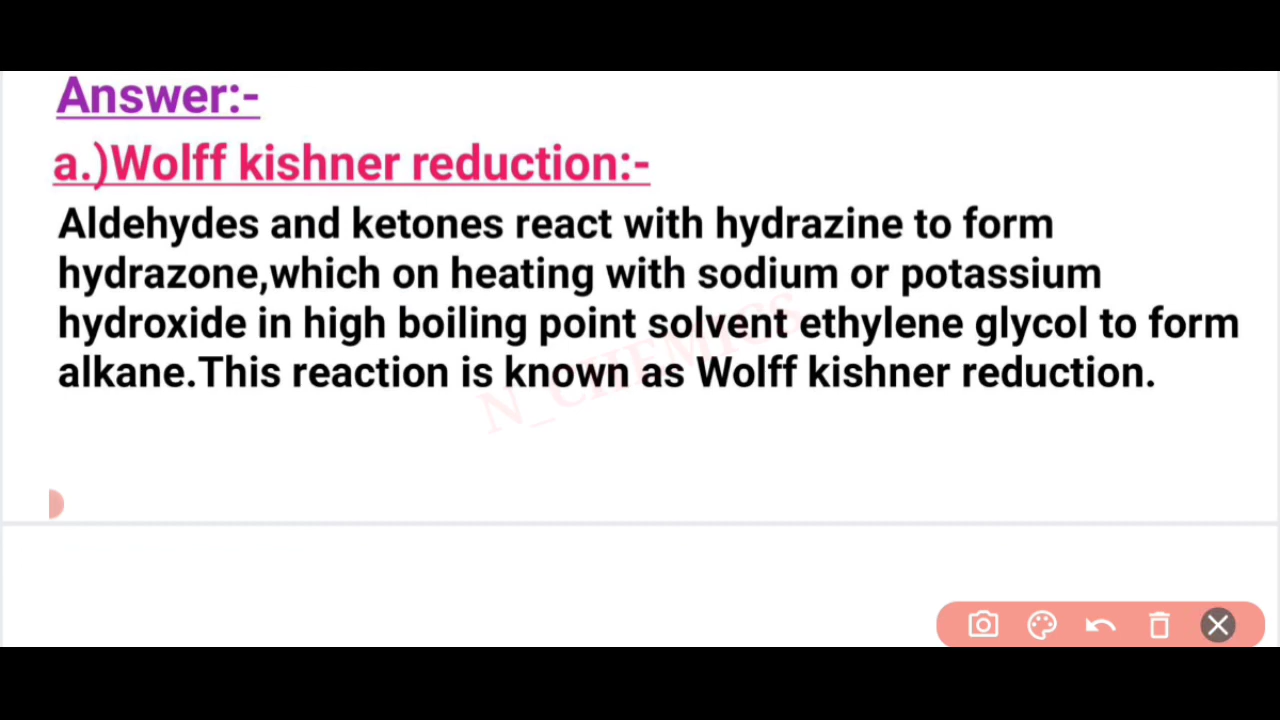 Answer:-
a.)Wolff kishner reduction:-
Aldehydes and ketones react with hydrazine to form
hydrazone,which on heating with sodium or potassium
hydroxide in high boiling point solvent ethylene glycol to form
alkane.This reaction is known as Wolff kishner reduction.
N_CHEMICS